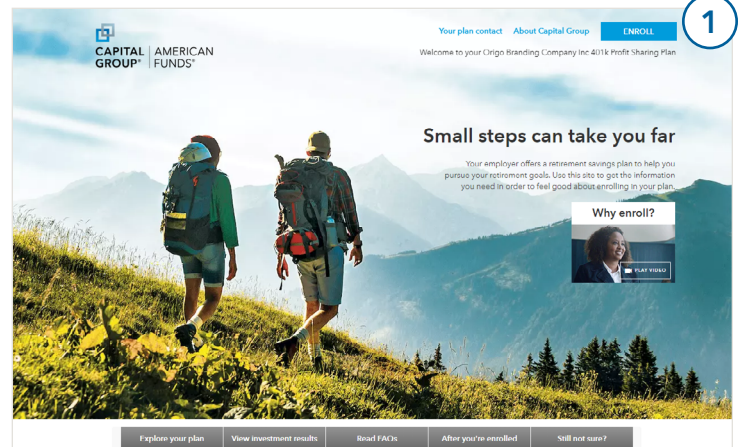 1
Your plan contact About Capital Group ENROLL
CAPITAL GROUP® | AMERICAN FUNDS®
Welcome to your Origo Branding Company Inc 401k Profit Sharing Plan
Small steps can take you far
Your employer offers a retirement savings plan to help you
pursue your retirement goals. Use this site to get the information
you need in order to feel good about enrolling in your plan.
Why enroll?
PLAY VIDEO
Explore your plan View investment results Read FAQs After you're enrolled Still not sure?